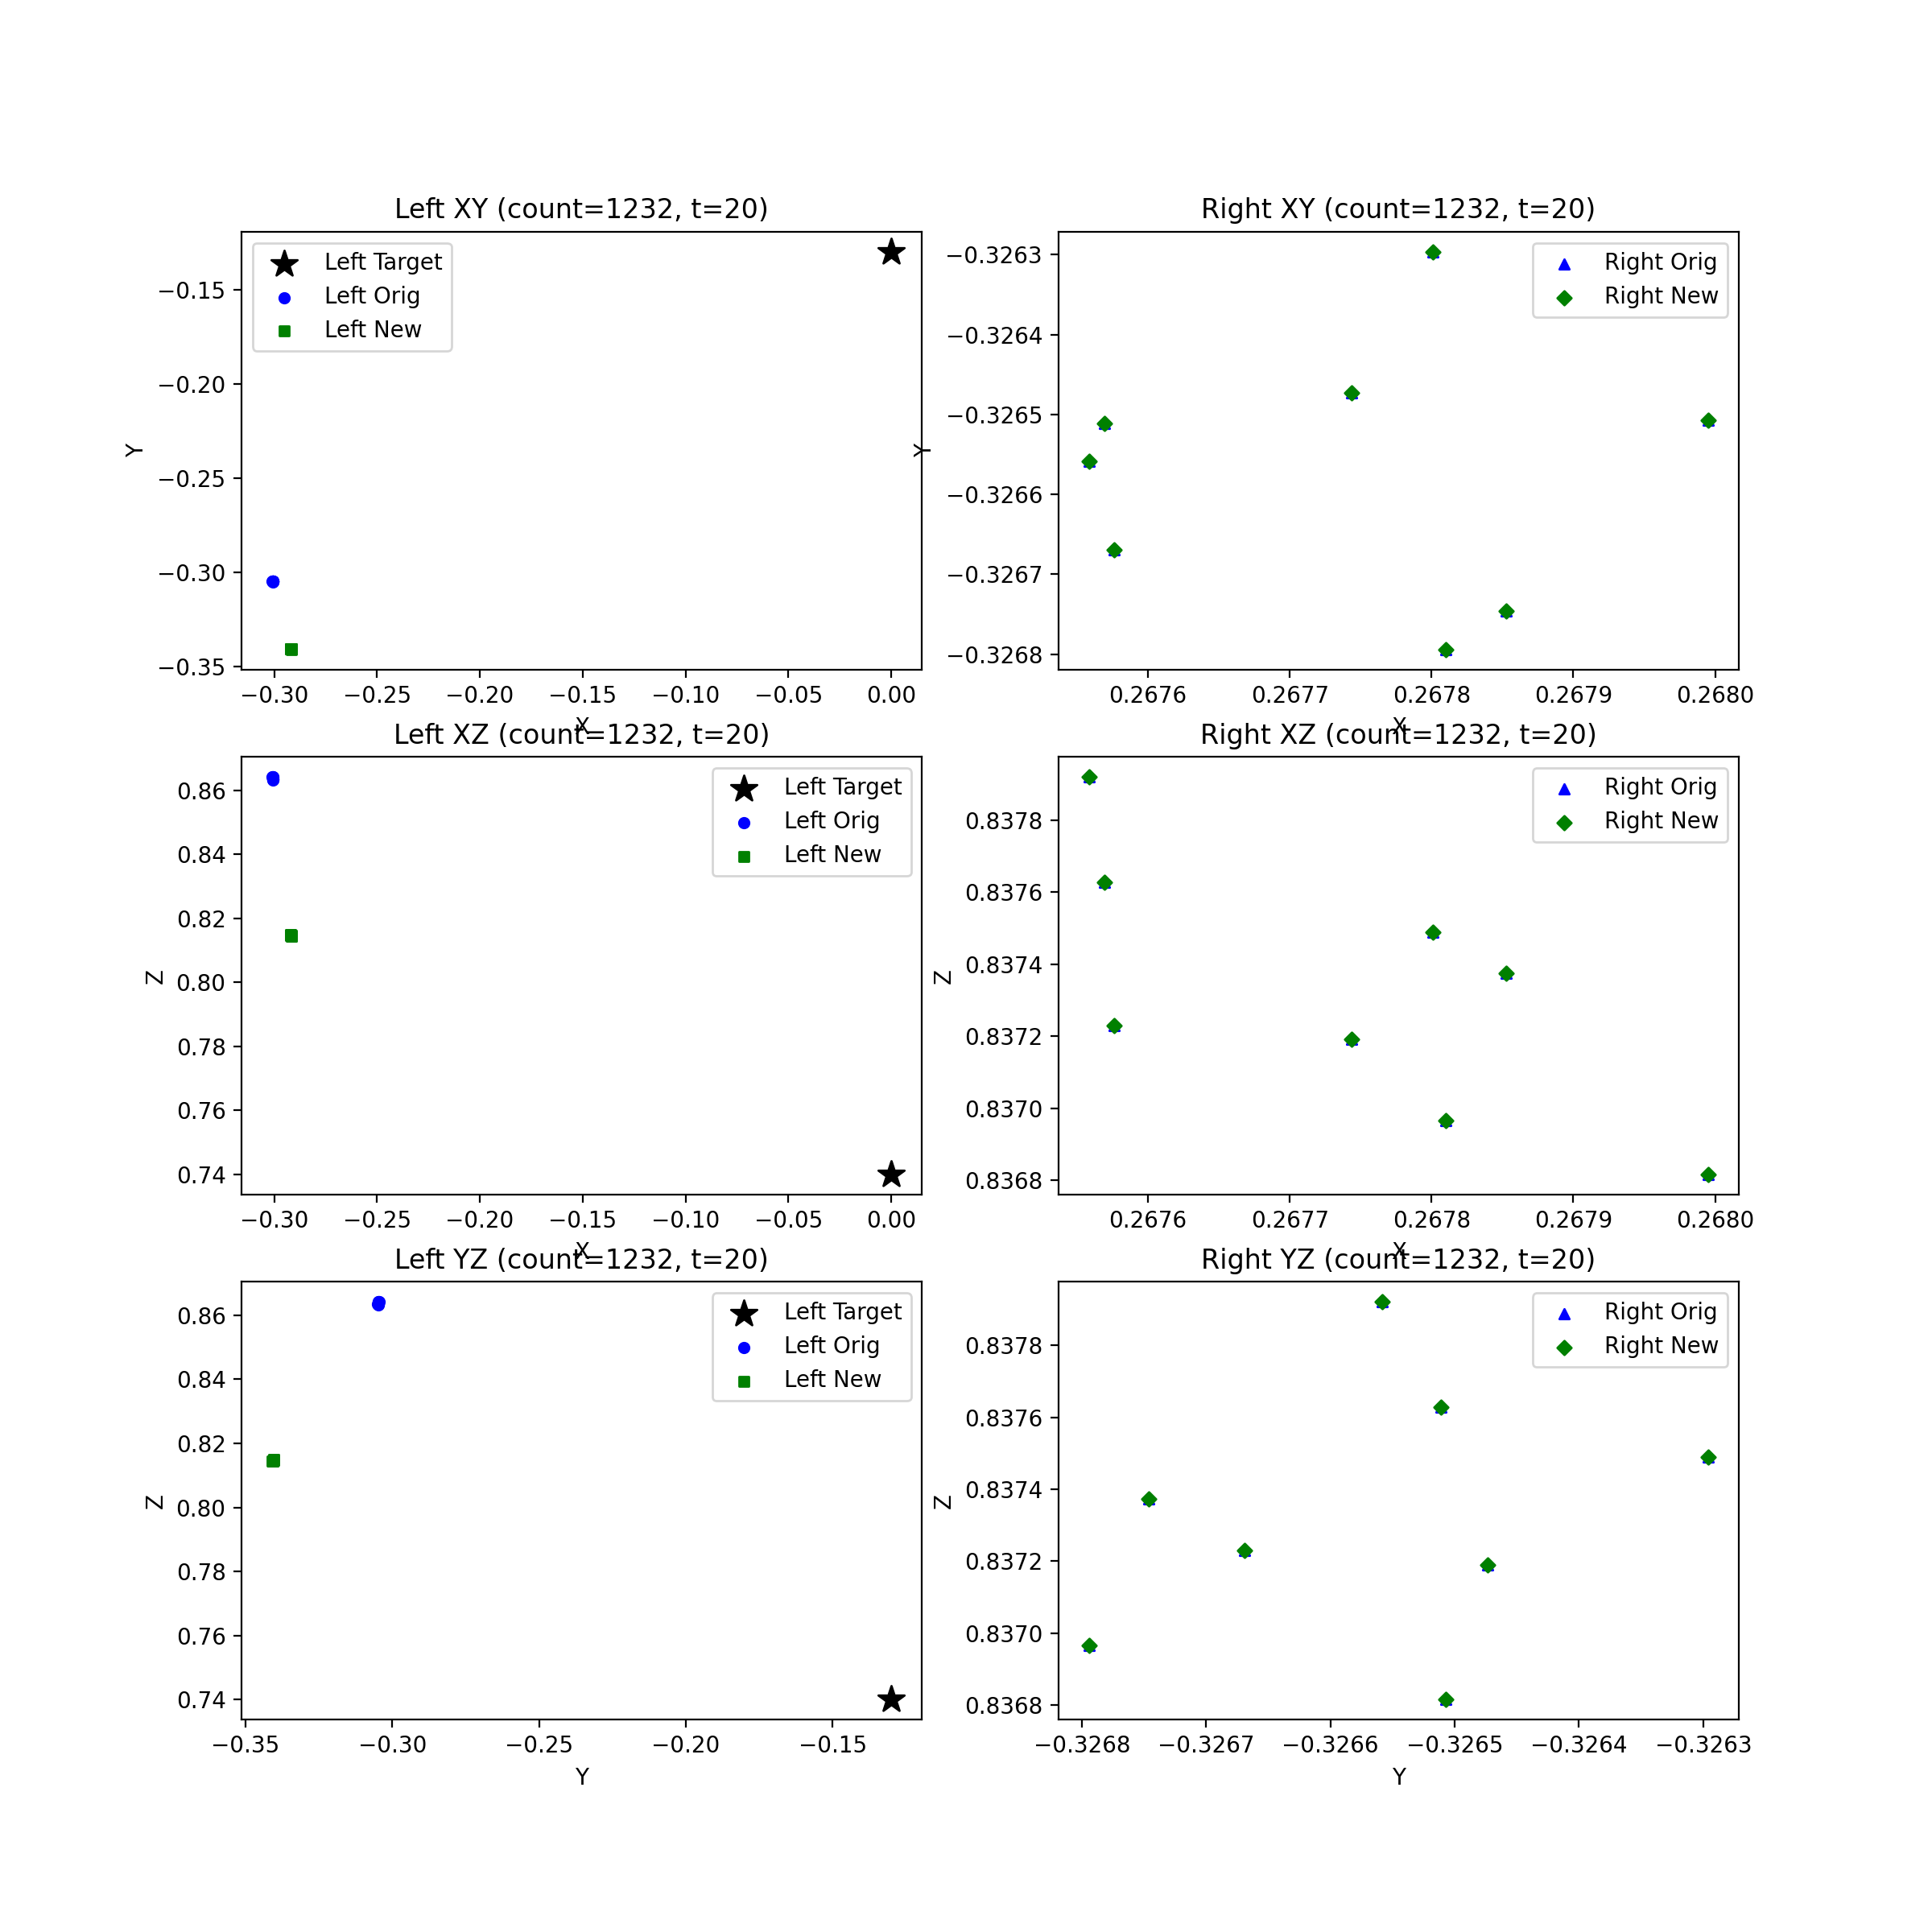 Left XY (count=1232, t=20)
Left Target
Left Orig
Left New
−0.15
−0.20
−0.25
−0.30
−0.35
Y
−0.30 −0.25 −0.20 −0.15 −0.10 −0.05 0.00
X
Right XY (count=1232, t=20)
Right Orig
Right New
−0.3263
−0.3264
−0.3265
−0.3266
−0.3267
−0.3268
Y
0.2676 0.2677 0.2678 0.2679 0.2680
X
Left XZ (count=1232, t=20)
Left Target
Left Orig
Left New
0.86
0.84
0.82
0.80
0.78
0.76
0.74
Z
−0.30 −0.25 −0.20 −0.15 −0.10 −0.05 0.00
X
Right XZ (count=1232, t=20)
Right Orig
Right New
0.8378
0.8376
0.8374
0.8372
0.8370
0.8368
Z
0.2676 0.2677 0.2678 0.2679 0.2680
X
Left YZ (count=1232, t=20)
Left Target
Left Orig
Left New
0.86
0.84
0.82
0.80
0.78
0.76
0.74
Z
−0.35 −0.30 −0.25 −0.20 −0.15
Y
Right YZ (count=1232, t=20)
Right Orig
Right New
0.8378
0.8376
0.8374
0.8372
0.8370
0.8368
Z
−0.3268 −0.3267 −0.3266 −0.3265 −0.3264 −0.3263
Y